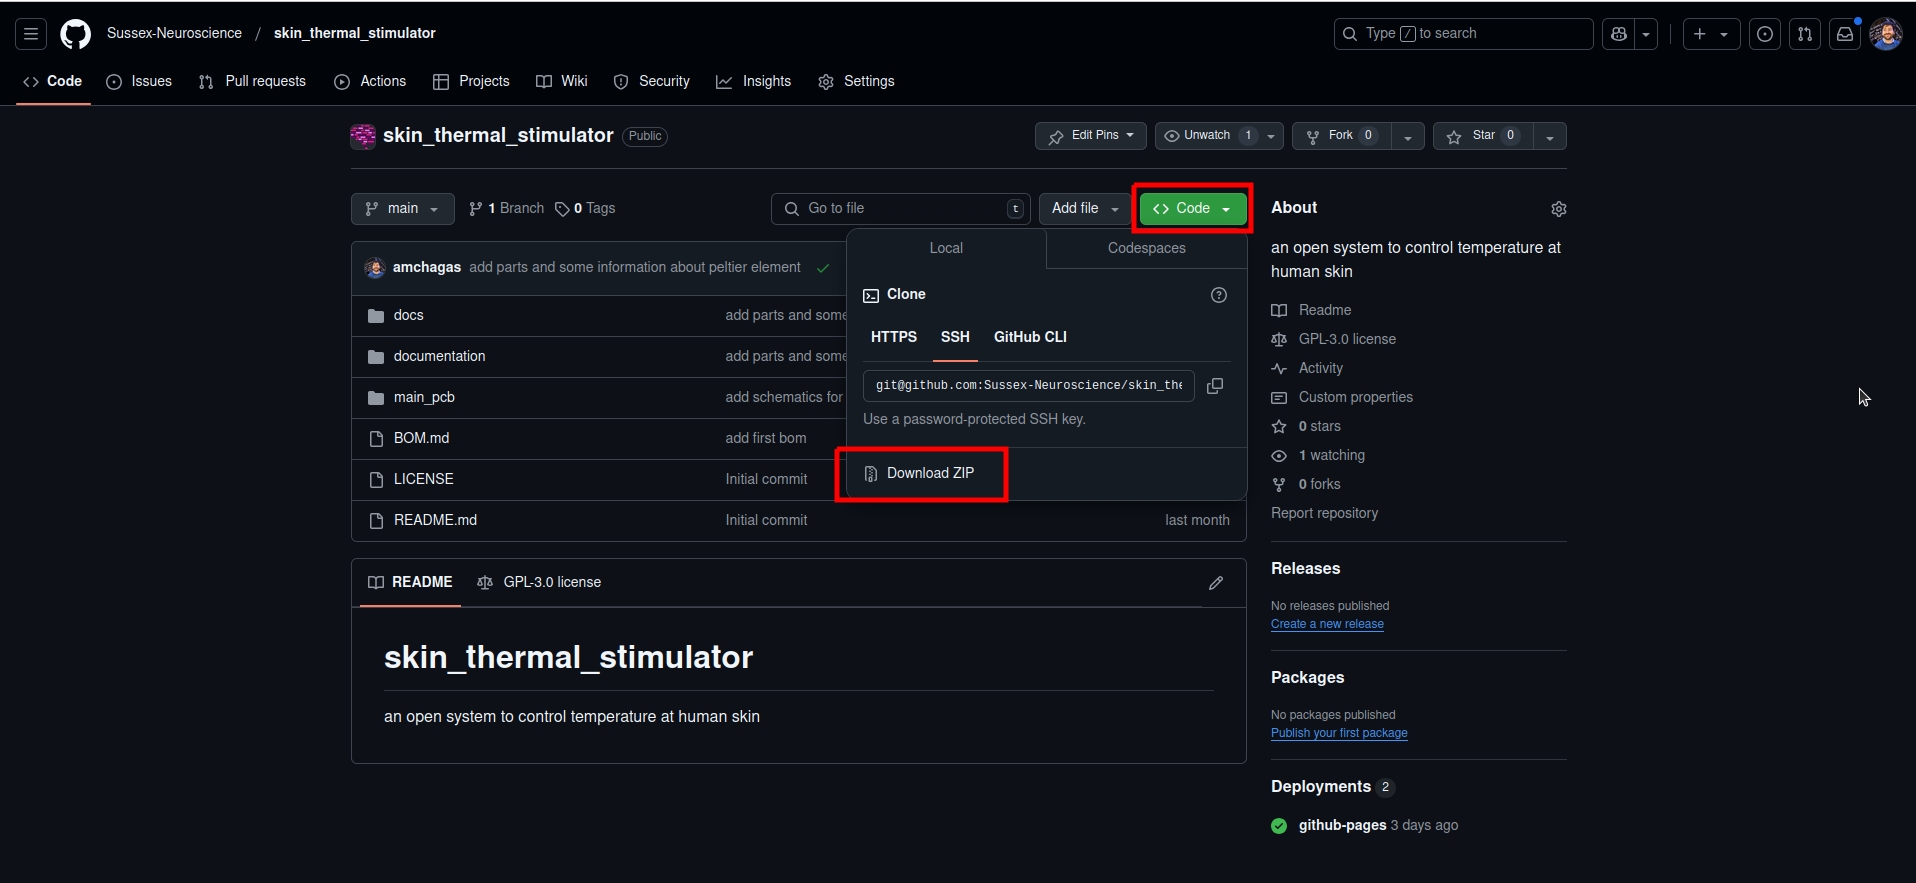 Sussex-Neuroscience / skin_thermal_stimulator
Type / to search
Code Issues Pull requests Actions Projects Wiki Security Insights Settings
skin_thermal_stimulator Public
Edit Pins Unwatch 1 Fork 0 Star 0
main 1 Branch 0 Tags Go to file t Add file Code
Local Codespaces
amchagas add parts and some information about peltier element
Clone
docs add parts and some
HTTPS SSH GitHub CLI
documentation add parts and some
git@github.com:Sussex-Neuroscience/skin_the
main_pcb add schematics for
Use a password-protected SSH key.
BOM.md add first bom
Download ZIP
LICENSE Initial commit
README.md Initial commit last month
README GPL-3.0 license
skin_thermal_stimulator
an open system to control temperature at human skin
About
an open system to control temperature at
human skin
Readme
GPL-3.0 license
Activity
Custom properties
0 stars
1 watching
0 forks
Report repository
Releases
No releases published
Create a new release
Packages
No packages published
Publish your first package
Deployments 2
github-pages 3 days ago